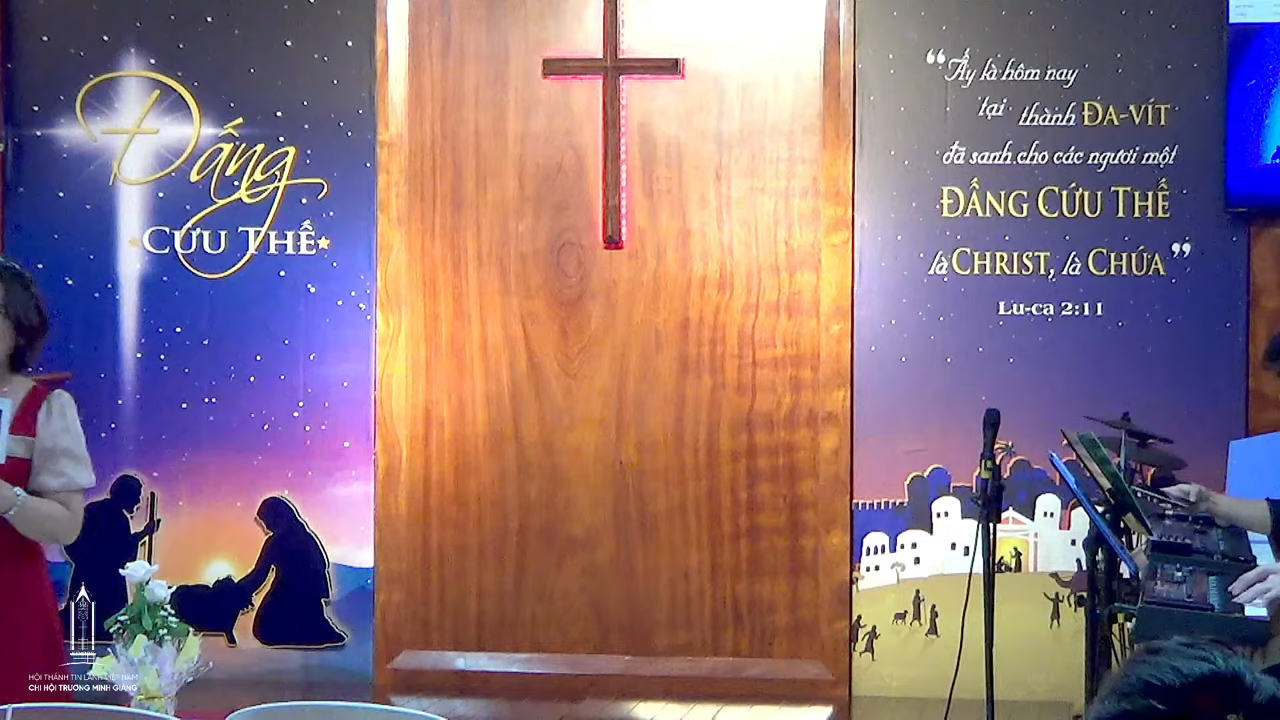 Đấng
CỨU THẾ
“Ấy là hôm nay
tại thành ĐA-VÍT
đã sanh cho các ngươi một
ĐẤNG CỨU THẾ
là CHRIST, là CHÚA”
Lu-ca 2:11
HỘI THÁNH TIN LÀNH VIỆT NAM
CHI HỘI TRƯƠNG MINH GIẢNG